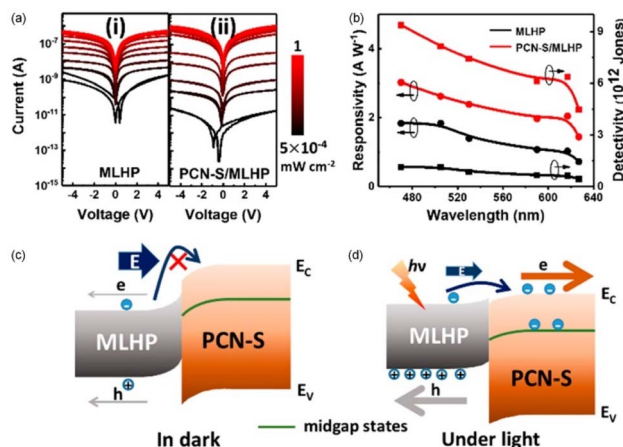 (a)
(i)
(ii)
10⁻⁵
10⁻⁷
10⁻⁹
10⁻¹¹
10⁻¹³
10⁻¹⁵
Current (A)
MLHP
PCN-S/MLHP
-4 -2 0 2 4
-4 -2 0 2 4
Voltage (V)
Voltage (V)
1
5×10⁻⁴
mW cm⁻²
(b)
MLHP
PCN-S/MLHP
Responsivity (A W⁻¹)
4
2
0
Detectivity (10¹² Jones)
9
6
3
0
480 520 560 600 640
Wavelength (nm)
(c)
E
e
h
MLHP
PCN-S
E_C
E_V
In dark
midgap states
(d)
hν
E
e
h
MLHP
PCN-S
E_C
E_V
Under light